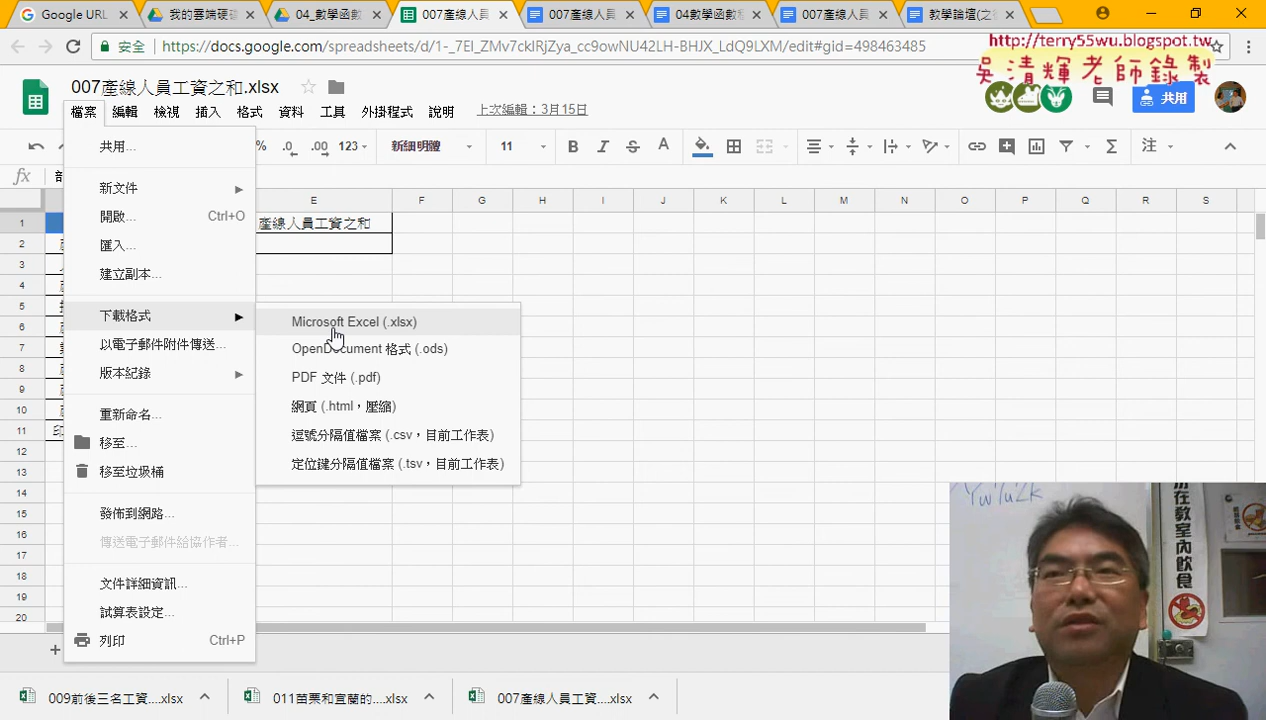 Google URL
我的雲端硬碟
04_數學函數
007產線人員
007產線人員
04數學函數
007產線人員
教學論壇(之
安全
https://docs.google.com/spreadsheets/d/1-_7EI_ZMv7ckIRjZya_cc9owNU42LH-BHJX_LdQ9LXM/edit#gid=498463485
http://terry55wu.blogspot.tw
吳清輝老師錄製
007產線人員工資之和.xlsx
檔案 編輯 檢視 插入 格式 資料 工具 外掛程式 說明 上次編輯：3月15日
共用
% .0 .00 123 新細明體 11 B I S A Σ 注
fx
E F G H I J K L M N O P Q R S
1 產線人員工資之和
2
3
4
5
6
7
8
9
10
11 印
12
13
14
15
16
17
18
19
20
共用...
新文件
開啟... Ctrl+O
匯入...
建立副本...
下載格式
以電子郵件附件傳送...
版本紀錄
重新命名...
移至...
移至垃圾桶
發佈到網路...
傳送電子郵件給協作者...
文件詳細資訊...
試算表設定...
列印 Ctrl+P
Microsoft Excel (.xlsx)
OpenDocument 格式 (.ods)
PDF 文件 (.pdf)
網頁 (.html，壓縮)
逗號分隔值檔案 (.csv，目前工作表)
定位鍵分隔值檔案 (.tsv，目前工作表)
在教室內飲食
009前後三名工資....xlsx
011苗栗和宜蘭的....xlsx
007產線人員工資....xlsx